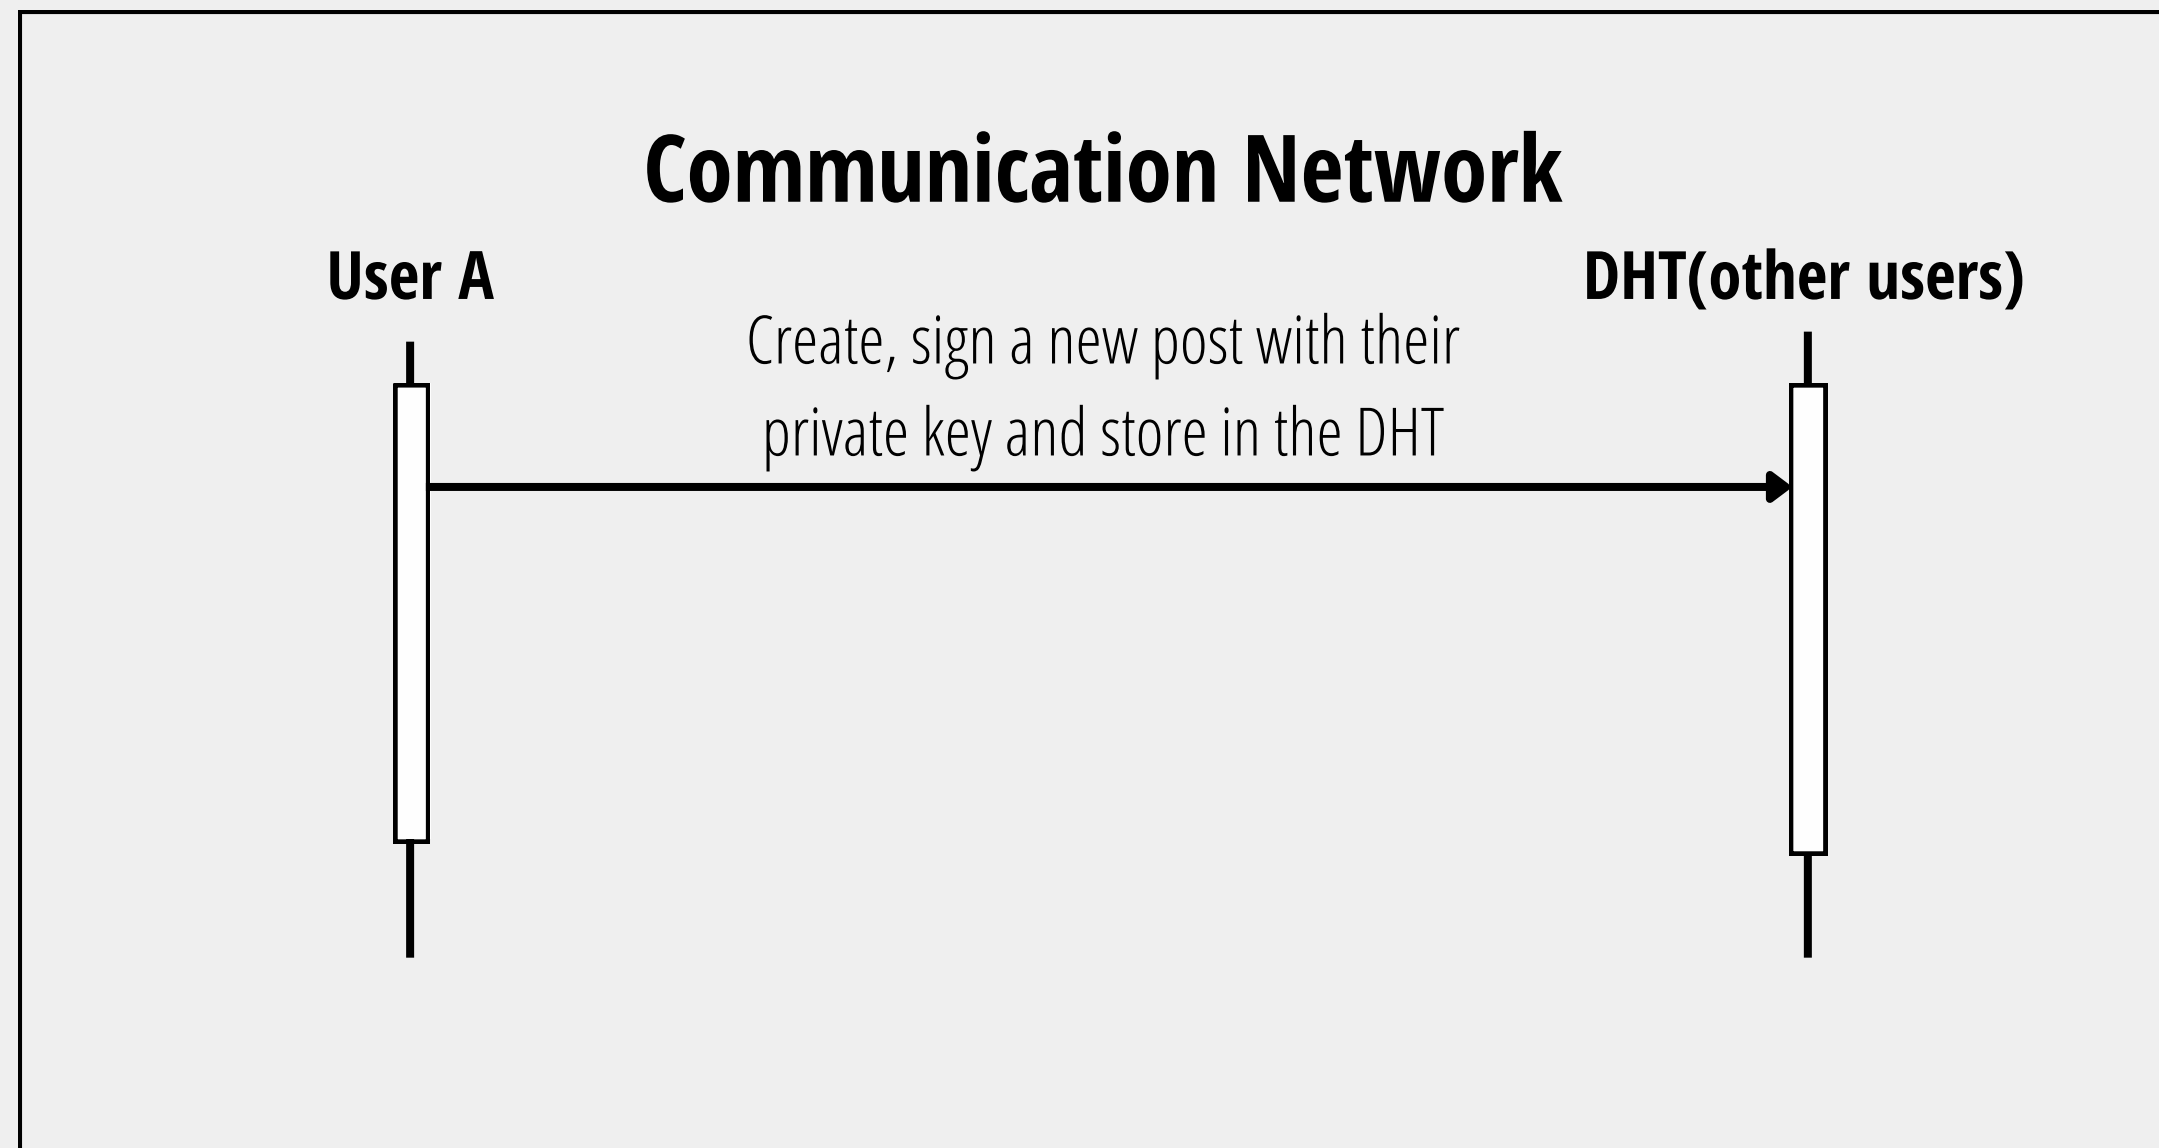 Communication Network
User A
DHT(other users)
Create, sign a new post with their
private key and store in the DHT